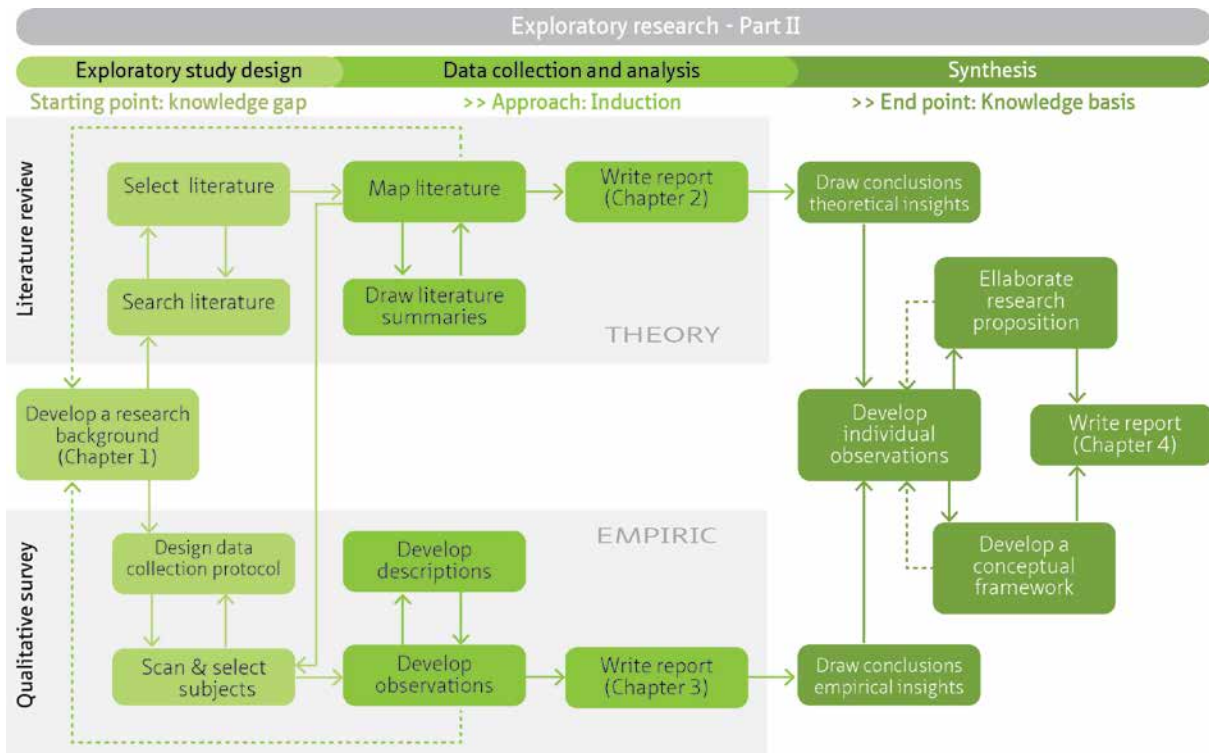 Exploratory research - Part II
Exploratory study design
Data collection and analysis
Synthesis
Starting point: knowledge gap
>> Approach: Induction
>> End point: Knowledge basis
Literature review
Select literature
Map literature
Write report
(Chapter 2)
Draw conclusions
theoretical insights
Search literature
Draw literature
summaries
THEORY
Ellaborate
research
proposition
Develop a research
background
(Chapter 1)
Develop
individual
observations
Write report
(Chapter 4)
Qualitative survey
Design data
collection protocol
Develop
descriptions
EMPIRIC
Develop a
conceptual
framework
Scan & select
subjects
Develop
observations
Write report
(Chapter 3)
Draw conclusions
empirical insights